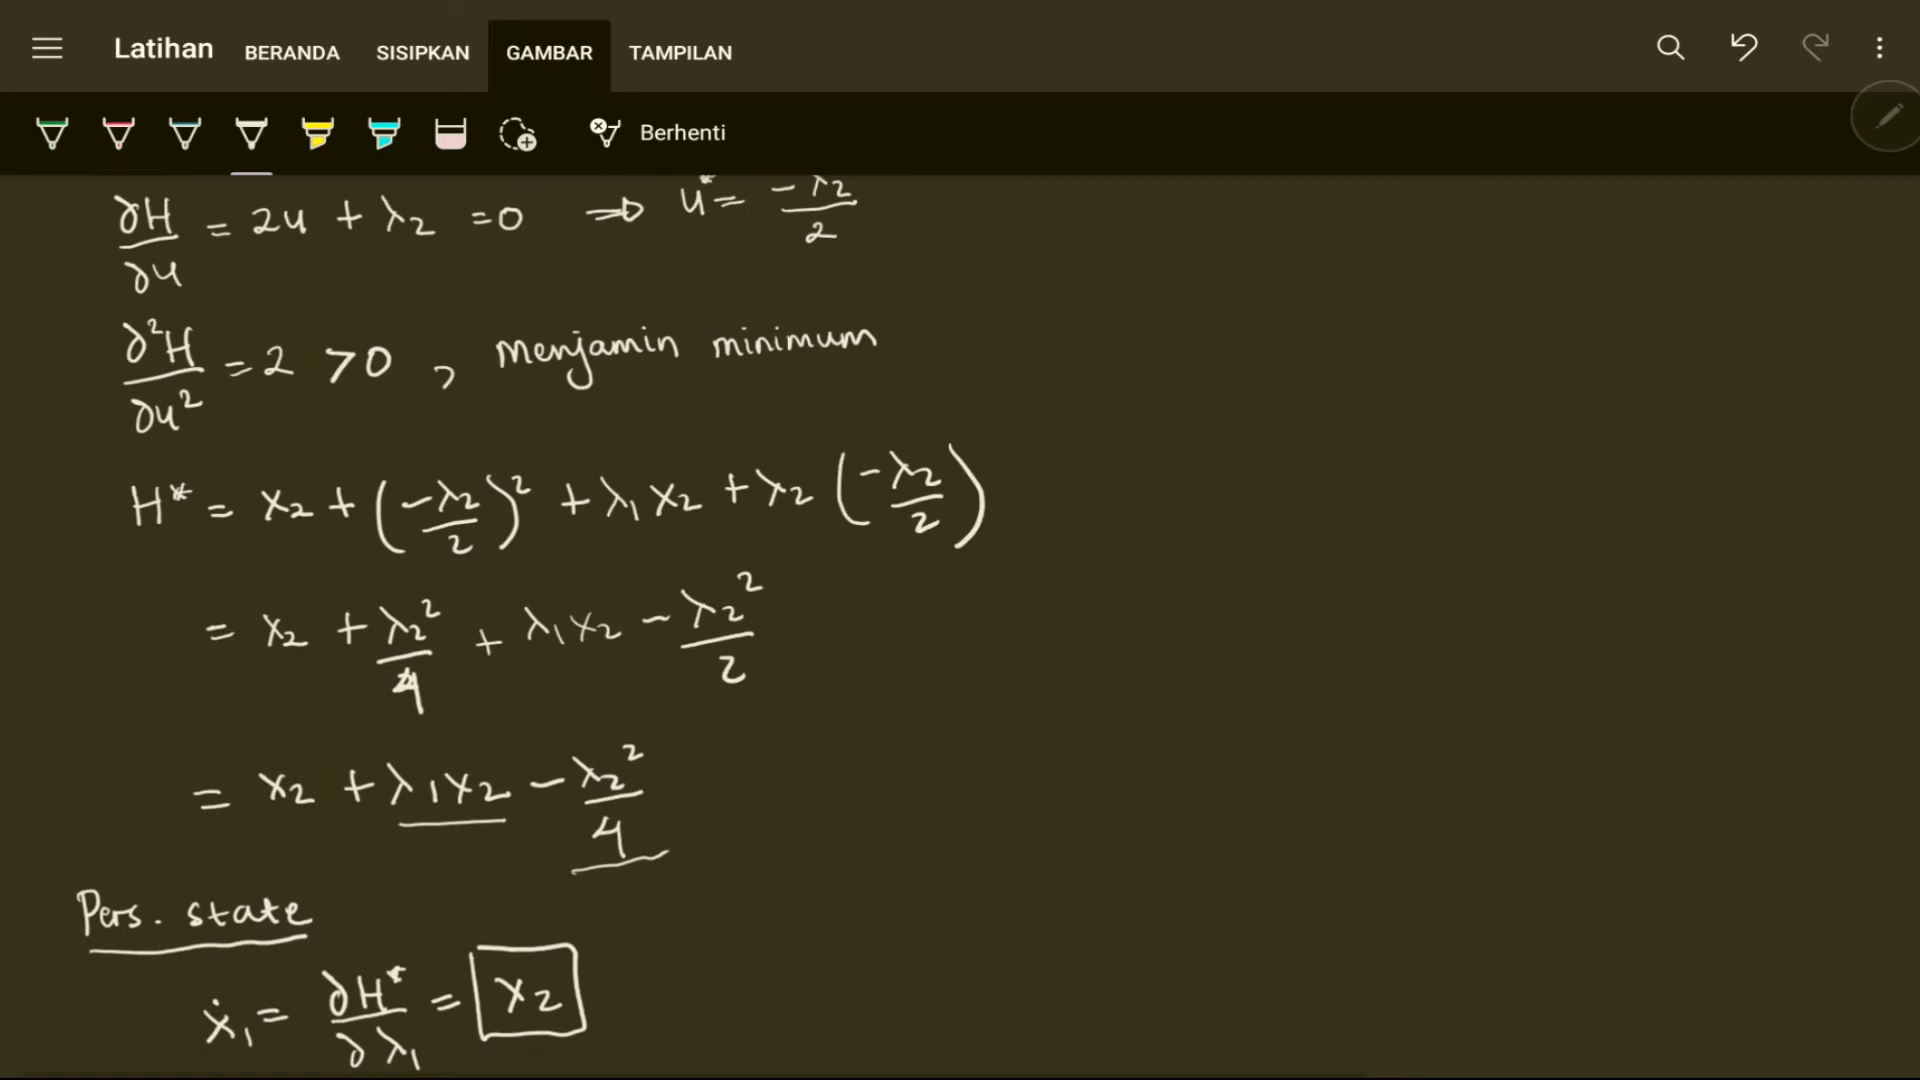 Latihan BERANDA SISIPKAN GAMBAR TAMPILAN
Berhenti
∂H/∂u = 2u + λ₂ = 0 ⇒ u* = -λ₂/2
∂²H/∂u² = 2 > 0 , menjamin minimum
H* = x₂ + (-λ₂/2)² + λ₁x₂ + λ₂ (-λ₂/2)
= x₂ + λ₂²/4 + λ₁x₂ - λ₂²/2
= x₂ + λ₁x₂ - λ₂²/4
Pers. state
ẋ₁ = ∂H*/∂λ₁ = x₂